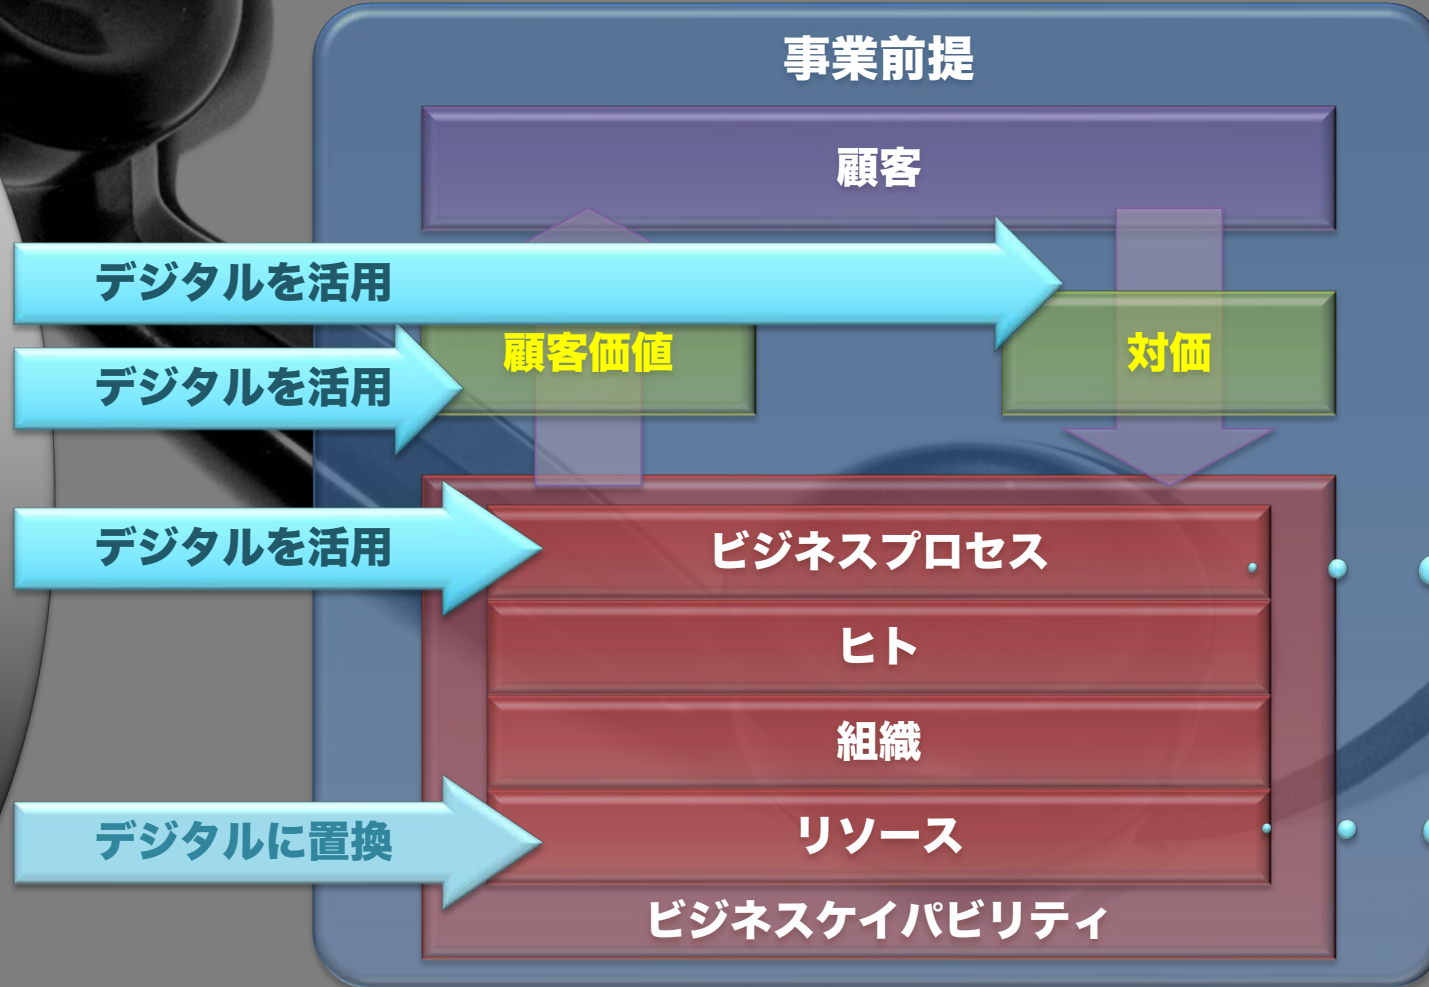 事業前提
顧客
デジタルを活用
顧客価値
対価
デジタルを活用
デジタルを活用
ビジネスプロセス
ヒト
組織
デジタルに置換
リソース
ビジネスケイパビリティ